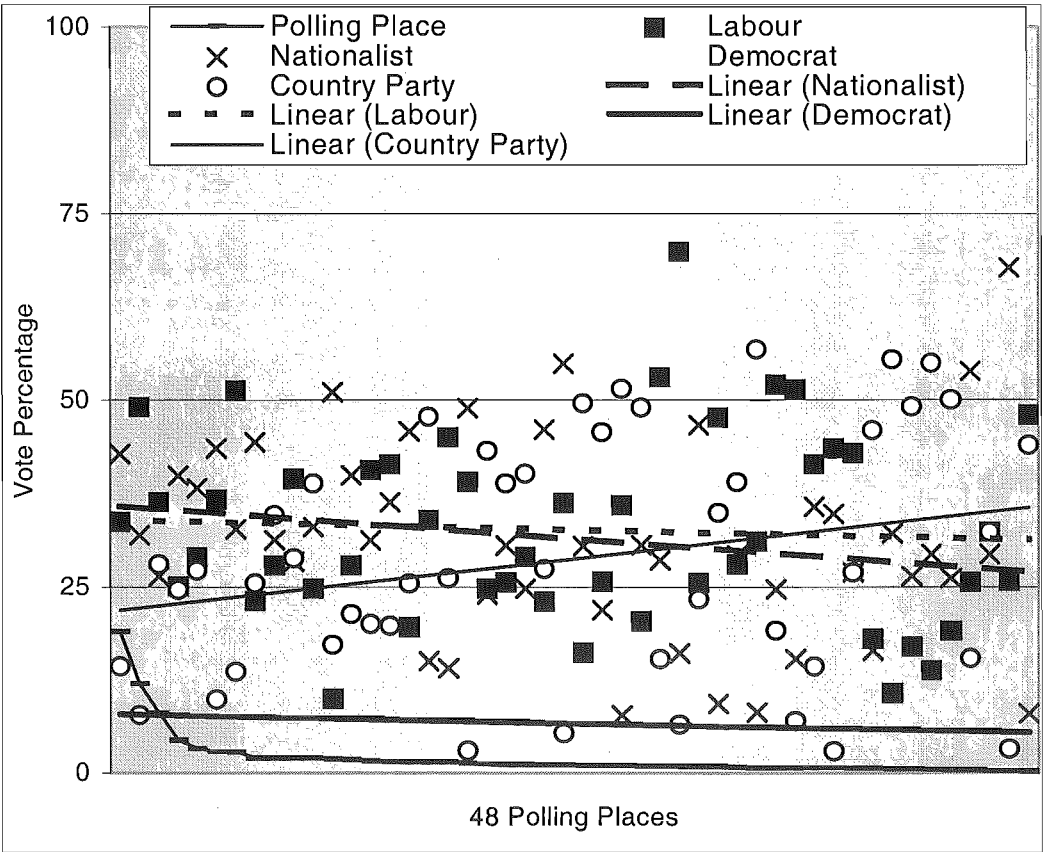 100
75
50
25
0
Vote Percentage
Polling Place
Labour
Nationalist
Democrat
Country Party
Linear (Nationalist)
Linear (Labour)
Linear (Democrat)
Linear (Country Party)
48 Polling Places